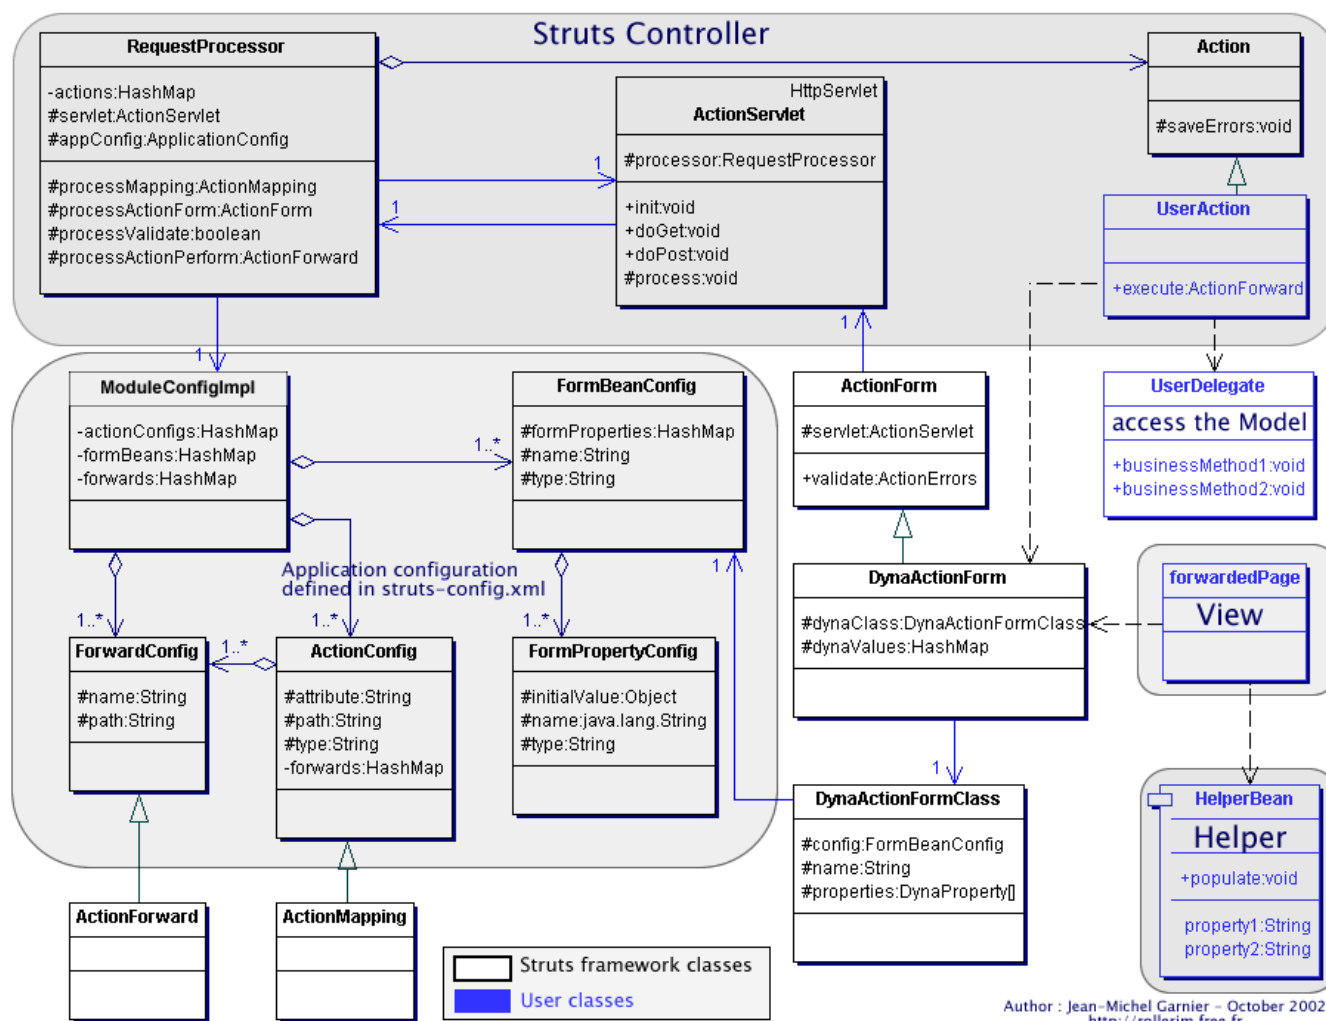 Struts Controller
RequestProcessor
-actions:HashMap
#servlet:ActionServlet
#appConfig:ApplicationConfig
#processMapping:ActionMapping
#processActionForm:ActionForm
#processValidate:boolean
#processActionPerform:ActionForward
HttpServlet
ActionServlet
#processor:RequestProcessor
+init:void
+doGet:void
+doPost:void
#process:void
1
1
Action
#saveErrors:void
UserAction
+execute:ActionForward
1
1
ModuleConfigImpl
-actionConfigs:HashMap
-formBeans:HashMap
-forwards:HashMap
1..*
FormBeanConfig
#formProperties:HashMap
#name:String
#type:String
ActionForm
#servlet:ActionServlet
+validate:ActionErrors
UserDelegate
access the Model
+businessMethod1:void
+businessMethod2:void
Application configuration
defined in struts-config.xml
1
1..*
1..*
1..*
1..*
ForwardConfig
#name:String
#path:String
ActionConfig
#attribute:String
#path:String
#type:String
-forwards:HashMap
FormPropertyConfig
#initialValue:Object
#name:java.lang.String
#type:String
DynaActionForm
#dynaClass:DynaActionFormClass
#dynaValues:HashMap
forwardedPage
View
1
DynaActionFormClass
#config:FormBeanConfig
#name:String
#properties:DynaProperty[]
HelperBean
Helper
+populate:void
property1:String
property2:String
ActionForward
ActionMapping
Struts framework classes
User classes
Author : Jean-Michel Garnier - October 2002